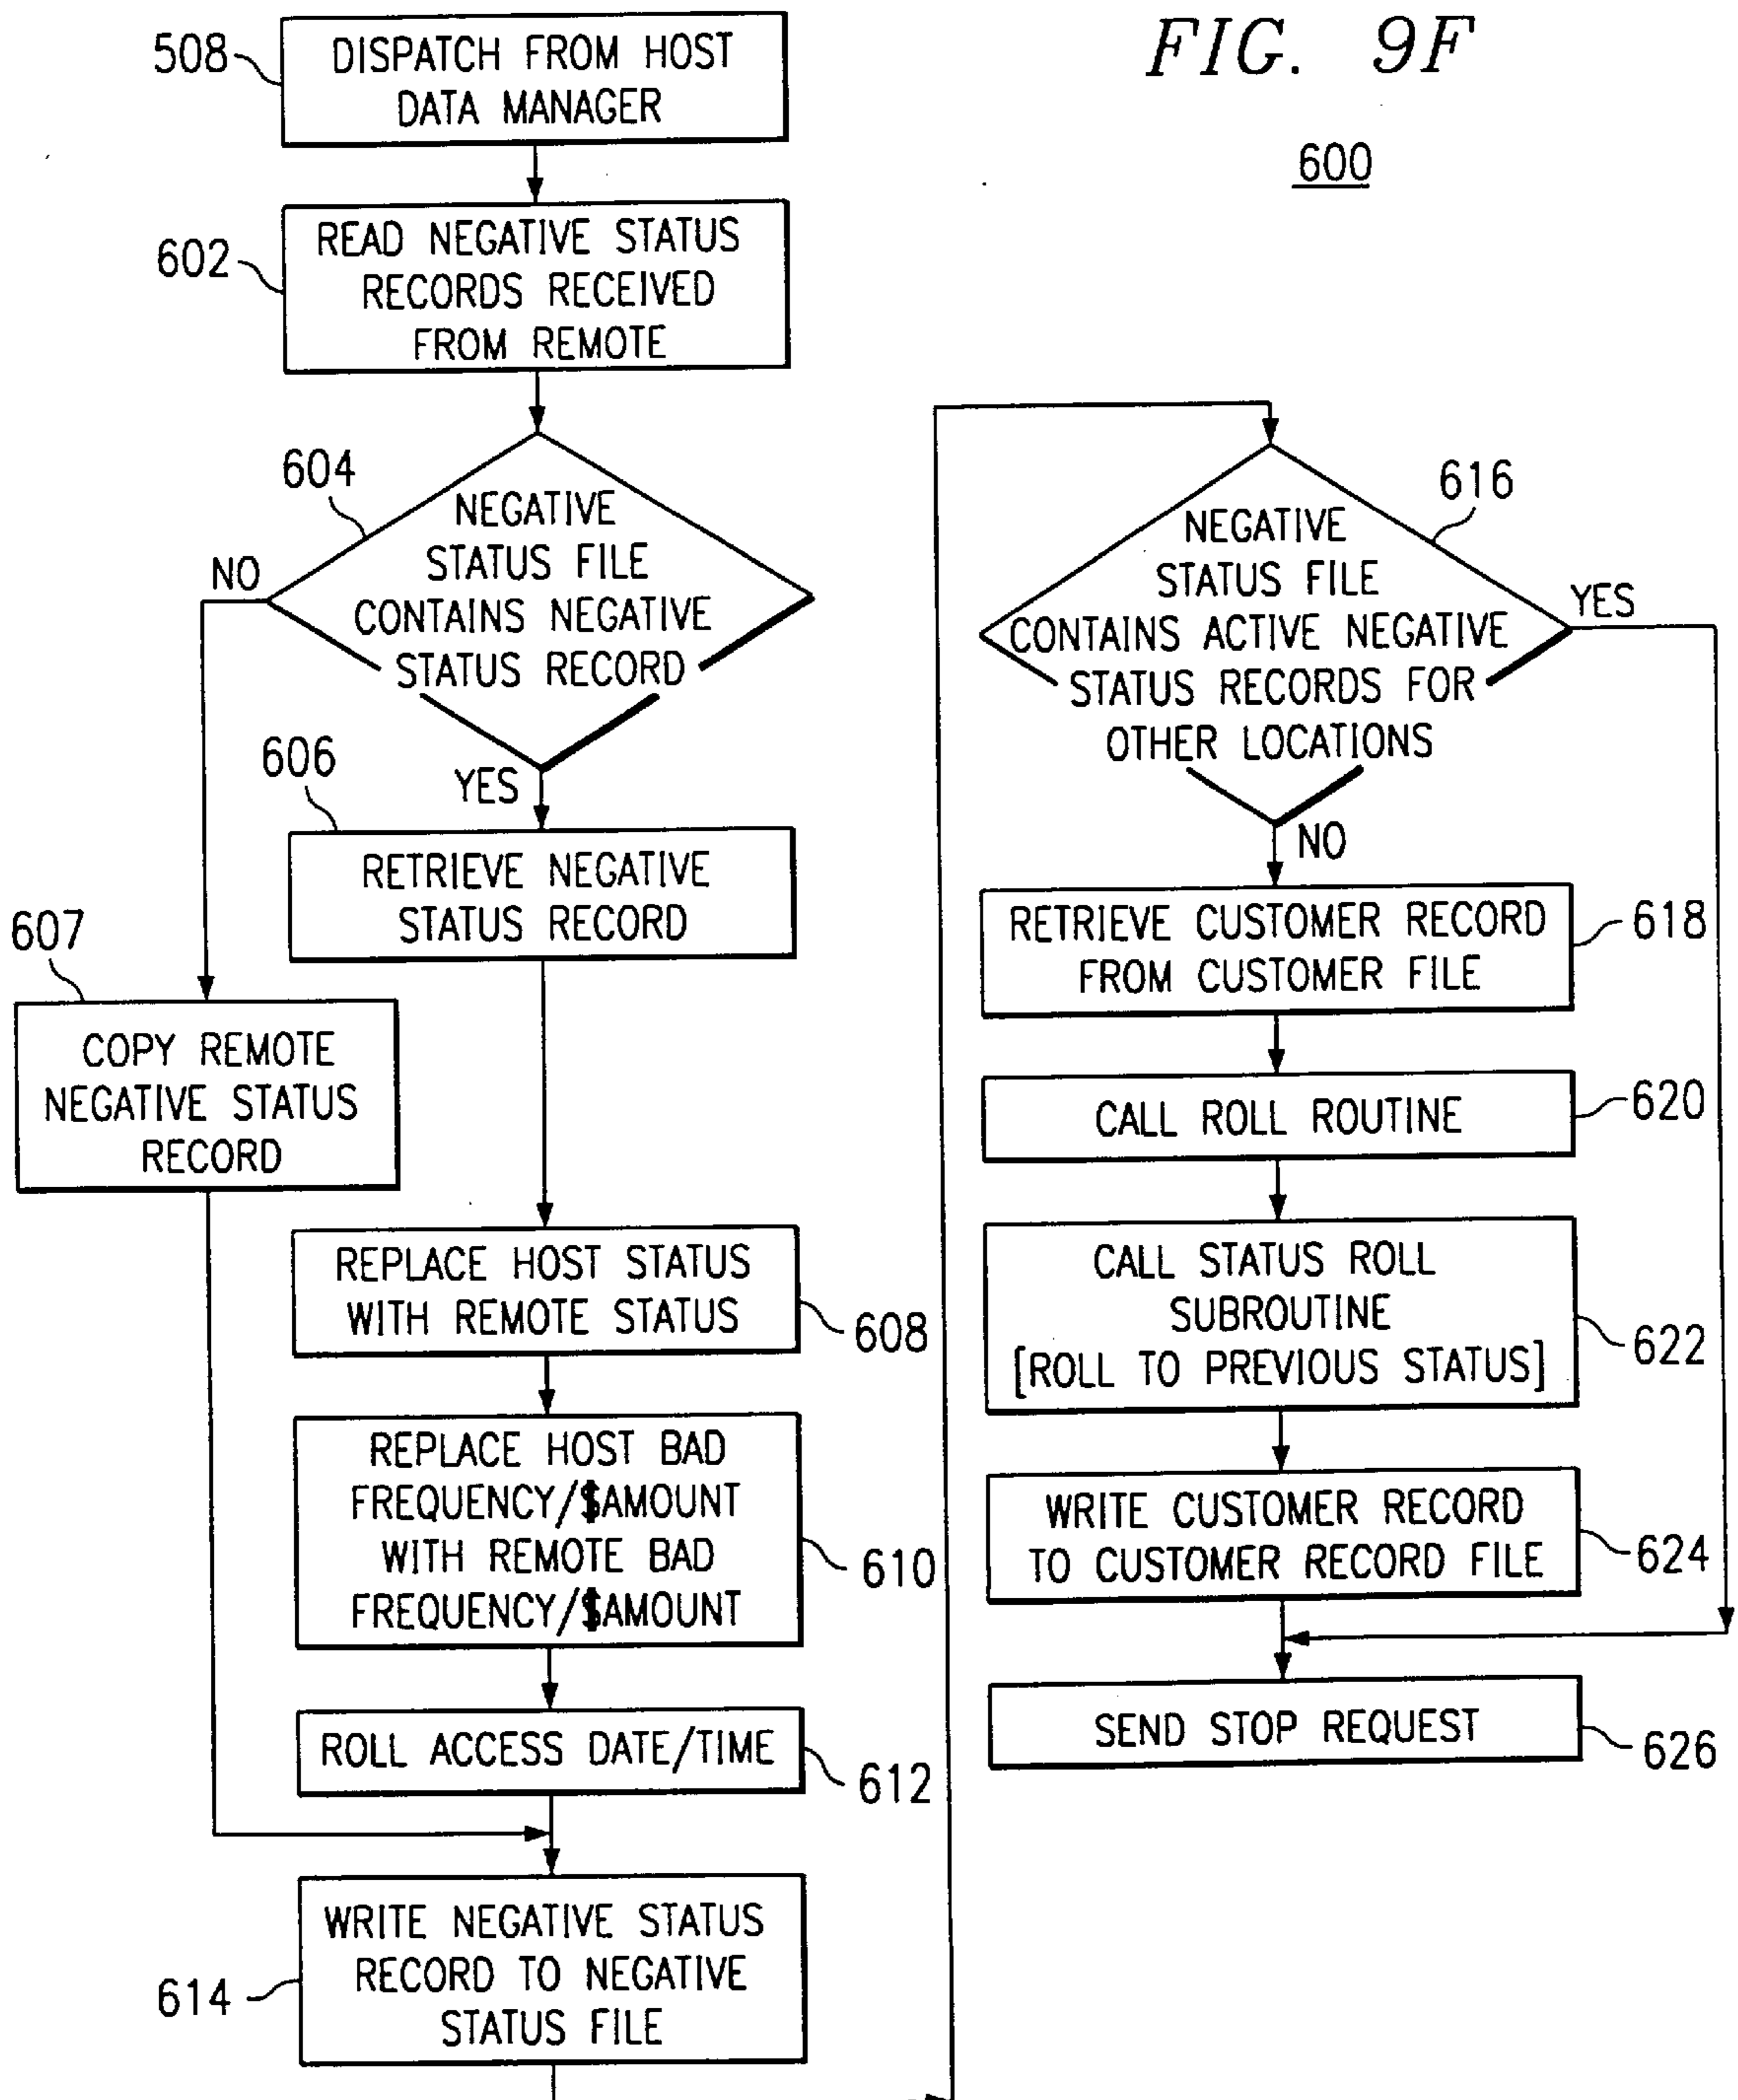 FIG. 9F
600
508
DISPATCH FROM HOST
DATA MANAGER
602
READ NEGATIVE STATUS
RECORDS RECEIVED
FROM REMOTE
604
NEGATIVE
STATUS FILE
CONTAINS NEGATIVE
STATUS RECORD
NO
YES
606
RETRIEVE NEGATIVE
STATUS RECORD
607
COPY REMOTE
NEGATIVE STATUS
RECORD
REPLACE HOST STATUS
WITH REMOTE STATUS
608
REPLACE HOST BAD
FREQUENCY/$AMOUNT
WITH REMOTE BAD
FREQUENCY/$AMOUNT
610
ROLL ACCESS DATE/TIME
612
614
WRITE NEGATIVE STATUS
RECORD TO NEGATIVE
STATUS FILE
616
NEGATIVE
STATUS FILE
CONTAINS ACTIVE NEGATIVE
STATUS RECORDS FOR
OTHER LOCATIONS
YES
NO
RETRIEVE CUSTOMER RECORD
FROM CUSTOMER FILE
618
CALL ROLL ROUTINE
620
CALL STATUS ROLL
SUBROUTINE
[ROLL TO PREVIOUS STATUS]
622
WRITE CUSTOMER RECORD
TO CUSTOMER RECORD FILE
624
SEND STOP REQUEST
626